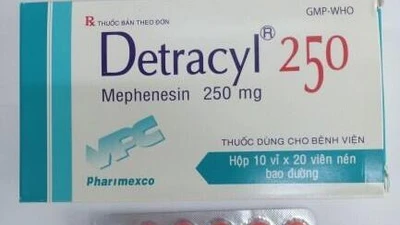 Rx THUỐC BÁN THEO ĐƠN
GMP-WHO
Detracyl® 250
Mephenesin 250 mg
VPC
Pharimexco
THUỐC DÙNG CHO BỆNH VIỆN
Hộp 10 vỉ x 20 viên nén
bao đường